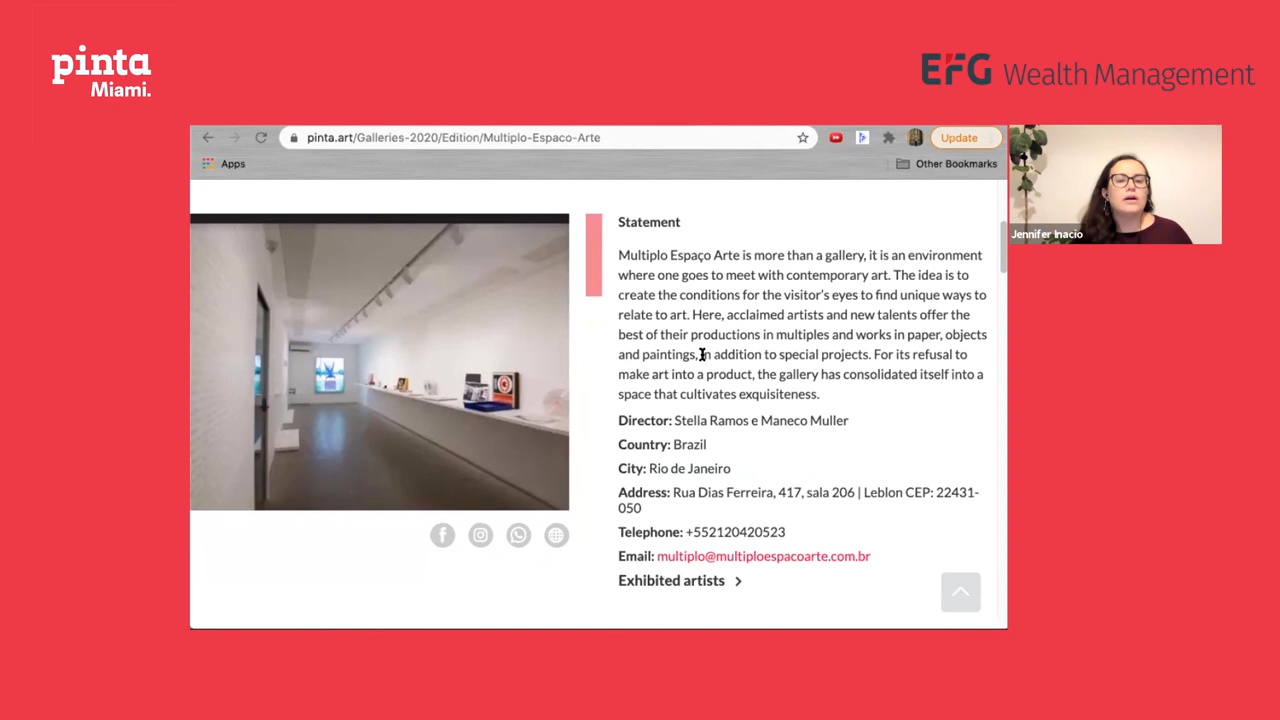 pinta
Miami.
EFG Wealth Management
pinta.art/Galleries-2020/Edition/Multiplo-Espaco-Arte
Update
Apps
Other Bookmarks
Jennifer Inacio
Statement
Multiplo Espaço Arte is more than a gallery, it is an environment
where one goes to meet with contemporary art. The idea is to
create the conditions for the visitor's eyes to find unique ways to
relate to art. Here, acclaimed artists and new talents offer the
best of their productions in multiples and works in paper, objects
and paintings, in addition to special projects. For its refusal to
make art into a product, the gallery has consolidated itself into a
space that cultivates exquisiteness.
Director: Stella Ramos e Maneco Muller
Country: Brazil
City: Rio de Janeiro
Address: Rua Dias Ferreira, 417, sala 206 | Leblon CEP: 22431-
050
Telephone: +552120420523
Email: multiplo@multiploespacoarte.com.br
Exhibited artists